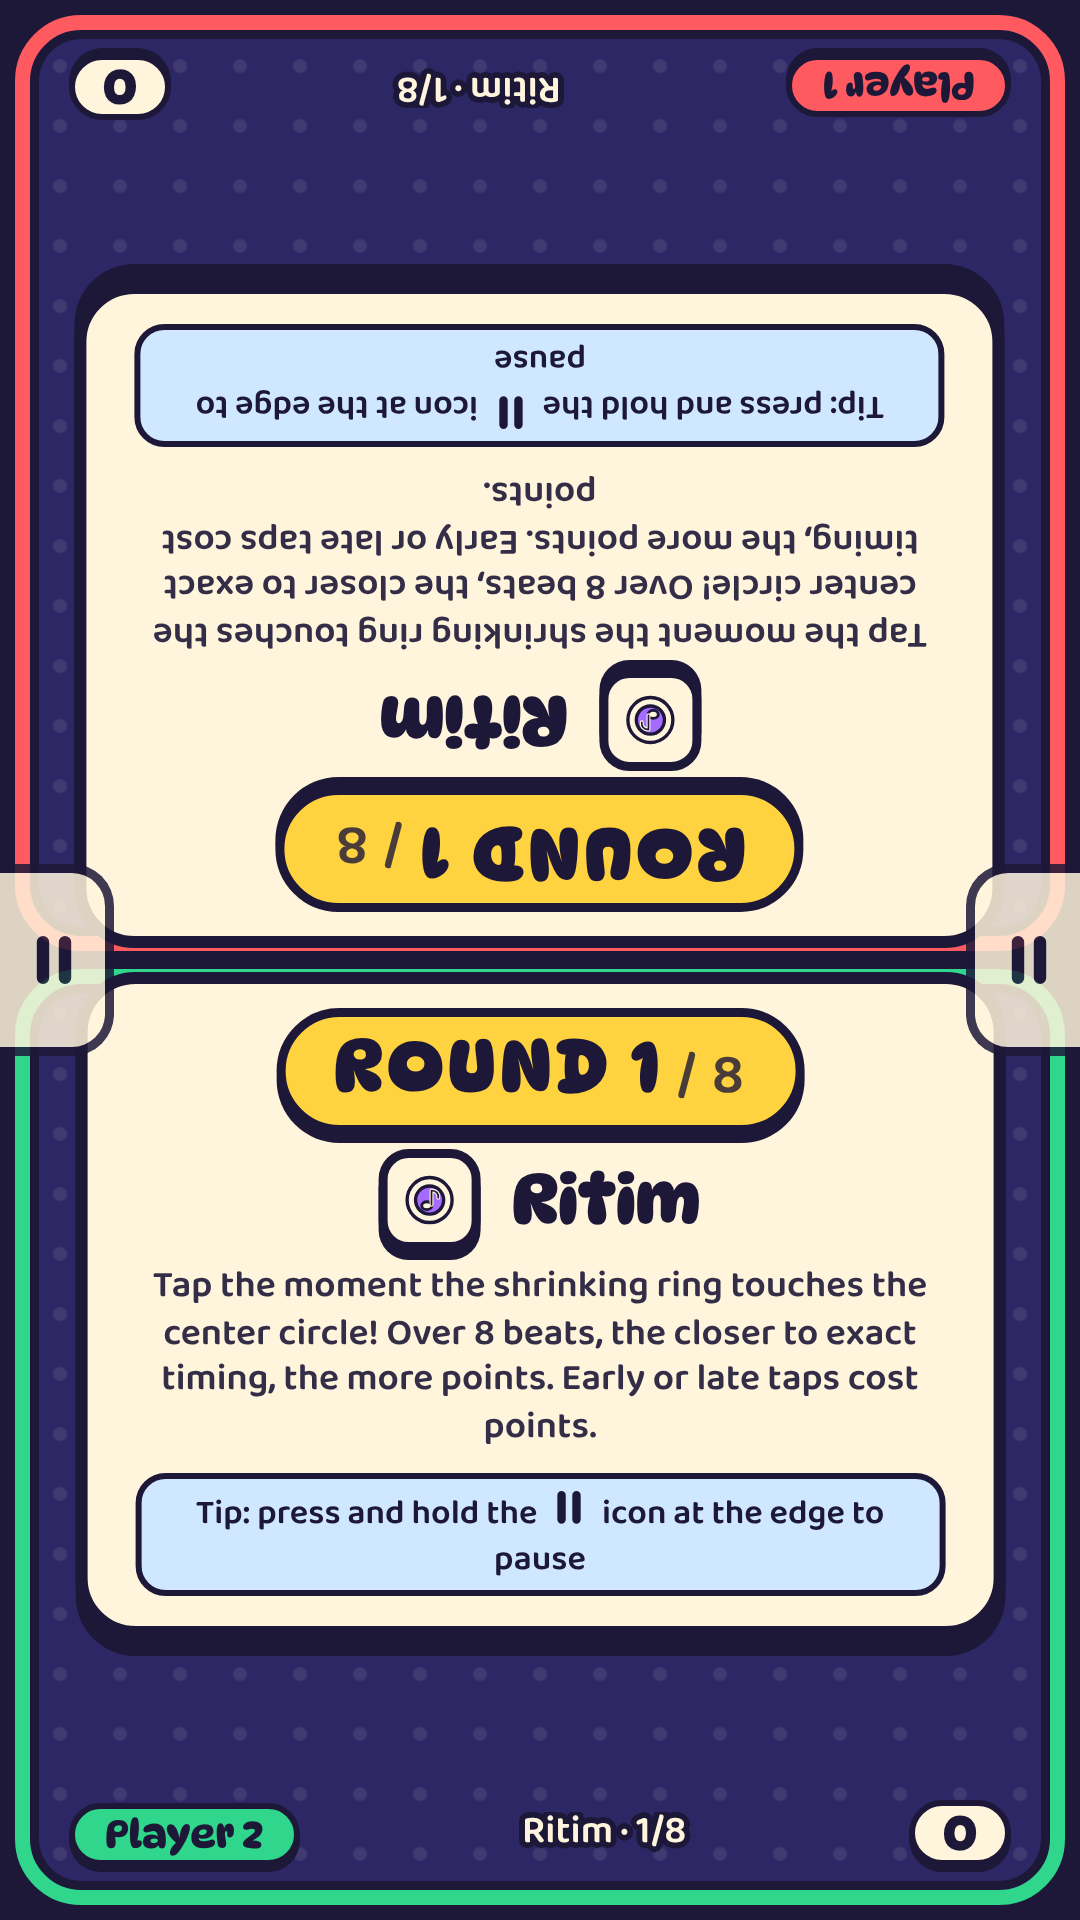 Player 1
Ritim · 1/8
0
Tip: press and hold the II icon at the edge to
pause
Tap the moment the shrinking ring touches the
center circle! Over 8 beats, the closer to exact
timing, the more points. Early or late taps cost
points.
Ritim
ROUND 1 / 8
ROUND 1 / 8
Ritim
Tap the moment the shrinking ring touches the
center circle! Over 8 beats, the closer to exact
timing, the more points. Early or late taps cost
points.
Tip: press and hold the II icon at the edge to
pause
Player 2
Ritim · 1/8
0